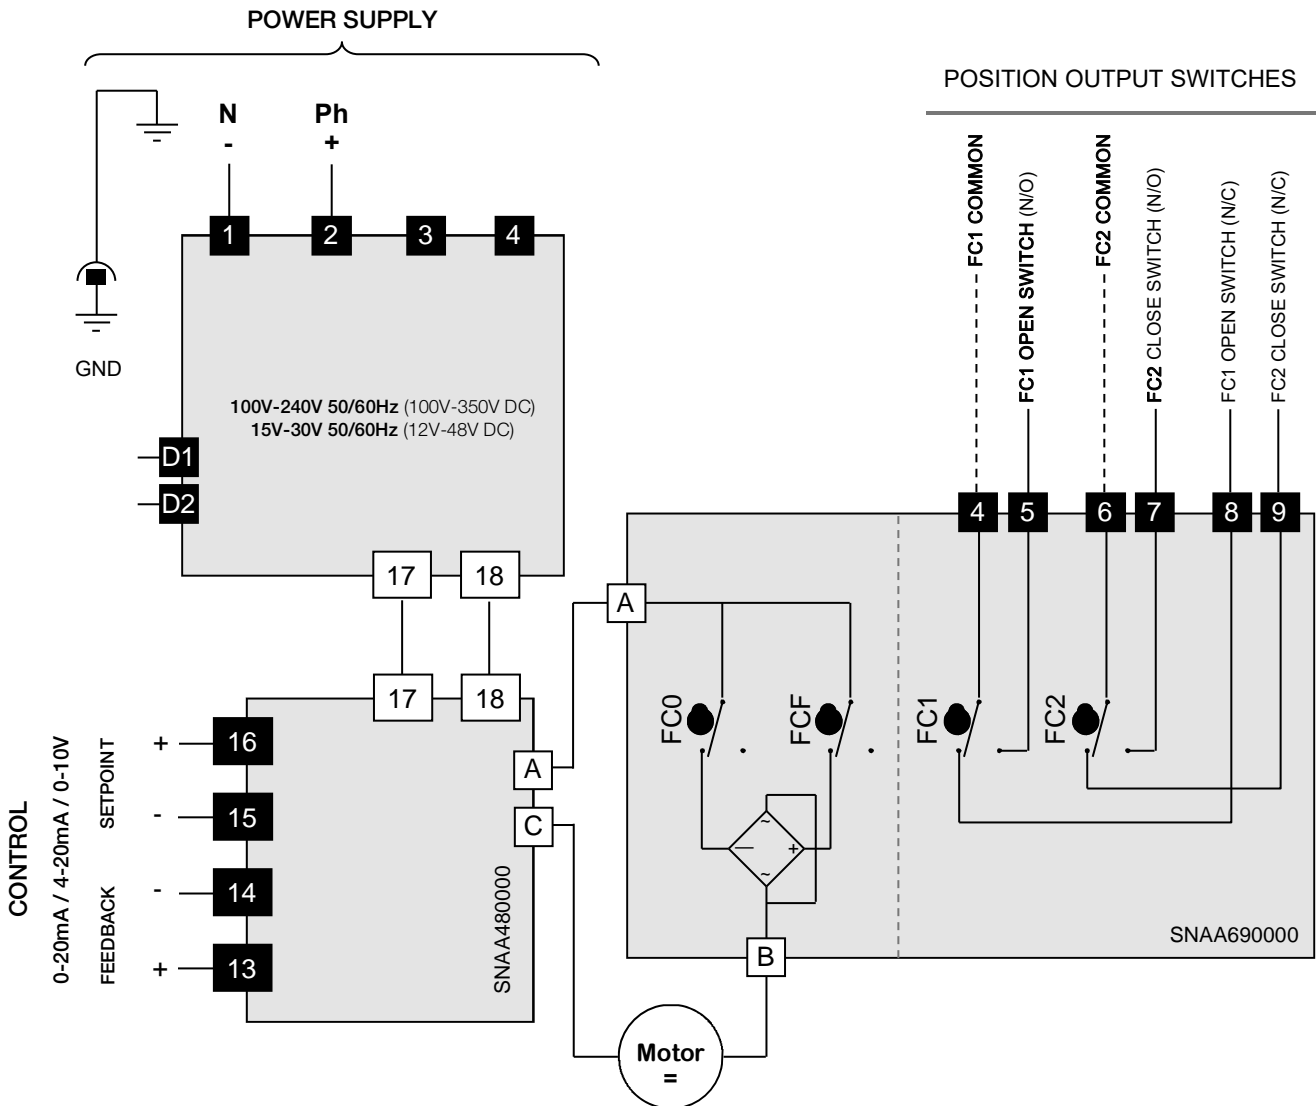 POWER SUPPLY
POSITION OUTPUT SWITCHES
N
-
Ph
+
FC1 COMMON
FC1 OPEN SWITCH (N/O)
FC2 COMMON
FC2 CLOSE SWITCH (N/O)
FC1 OPEN SWITCH (N/C)
FC2 CLOSE SWITCH (N/C)
1 2 3 4
GND
100V-240V 50/60Hz (100V-350V DC)
15V-30V 50/60Hz (12V-48V DC)
D1
D2
4 5 6 7 8 9
17 18
A
17 18
FC0
FCF
FC1
FC2
CONTROL
0-20mA / 4-20mA / 0-10V
SETPOINT
FEEDBACK
+ 16
- 15
- 14
+ 13
A
C
SNAA480000
~
— +
~
B
SNAA690000
Motor
=